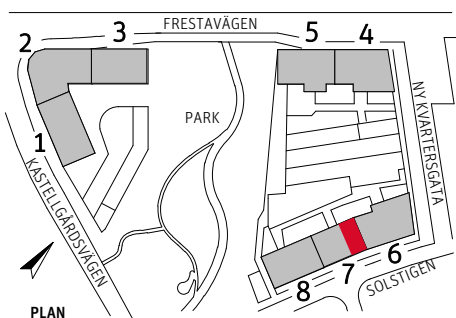 FRESTAVÄGEN
2
3
5
4
NY KVARTERSGATA
PARK
1
KASTELLGÅRDSVÄGEN
6
7
8
SOLSTIGEN
PLAN